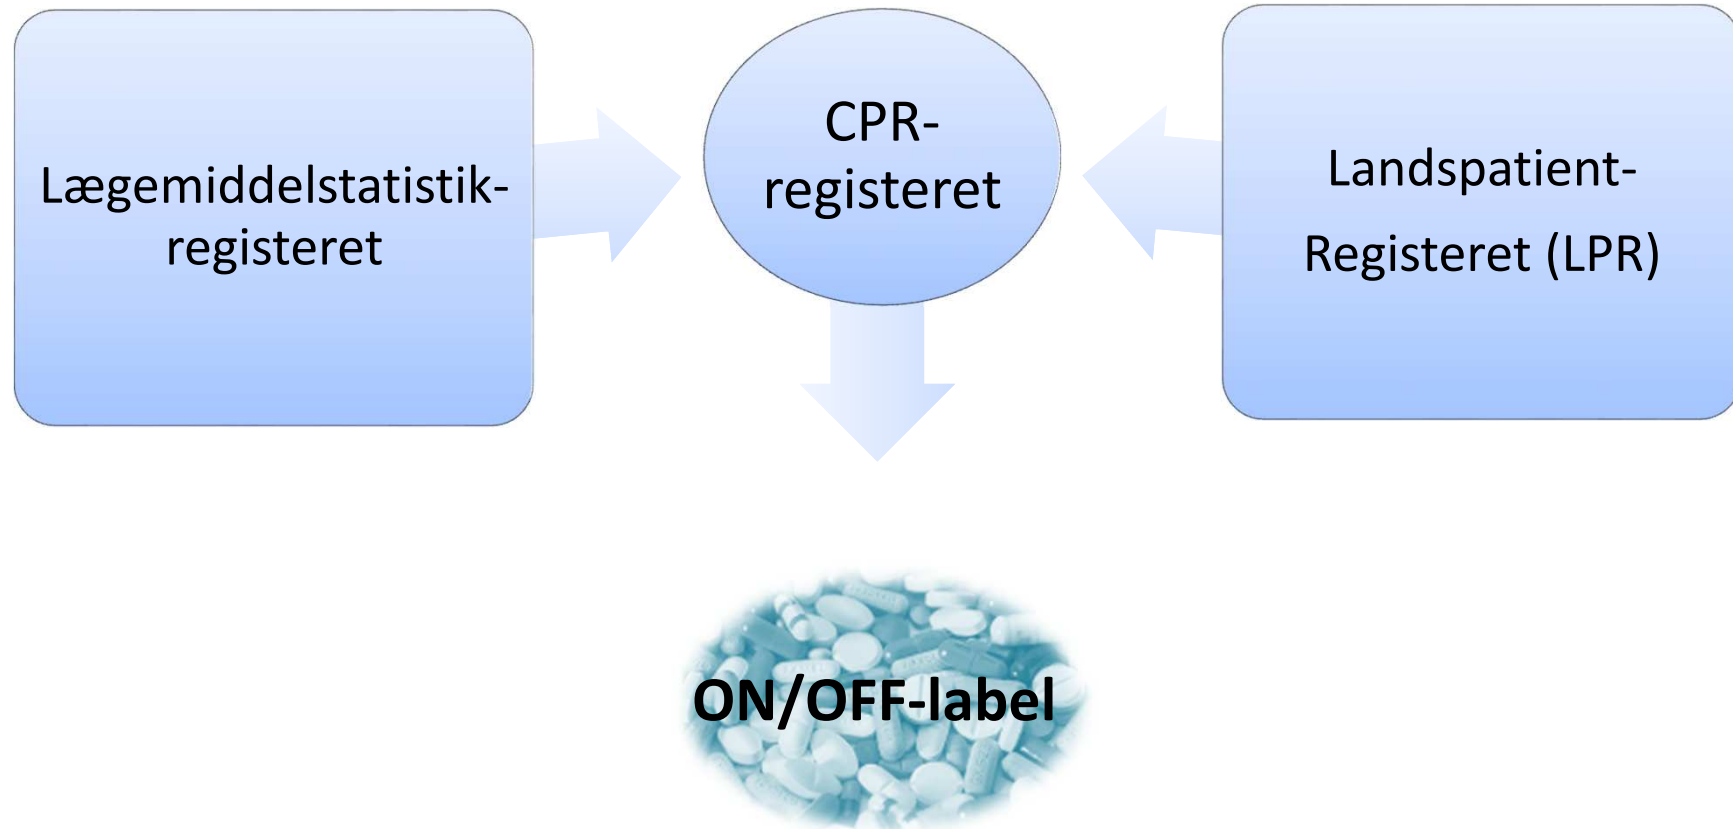 Lægemiddelstatistik-
registeret
CPR-
registeret
Landspatient-
Registeret (LPR)
ON/OFF-label